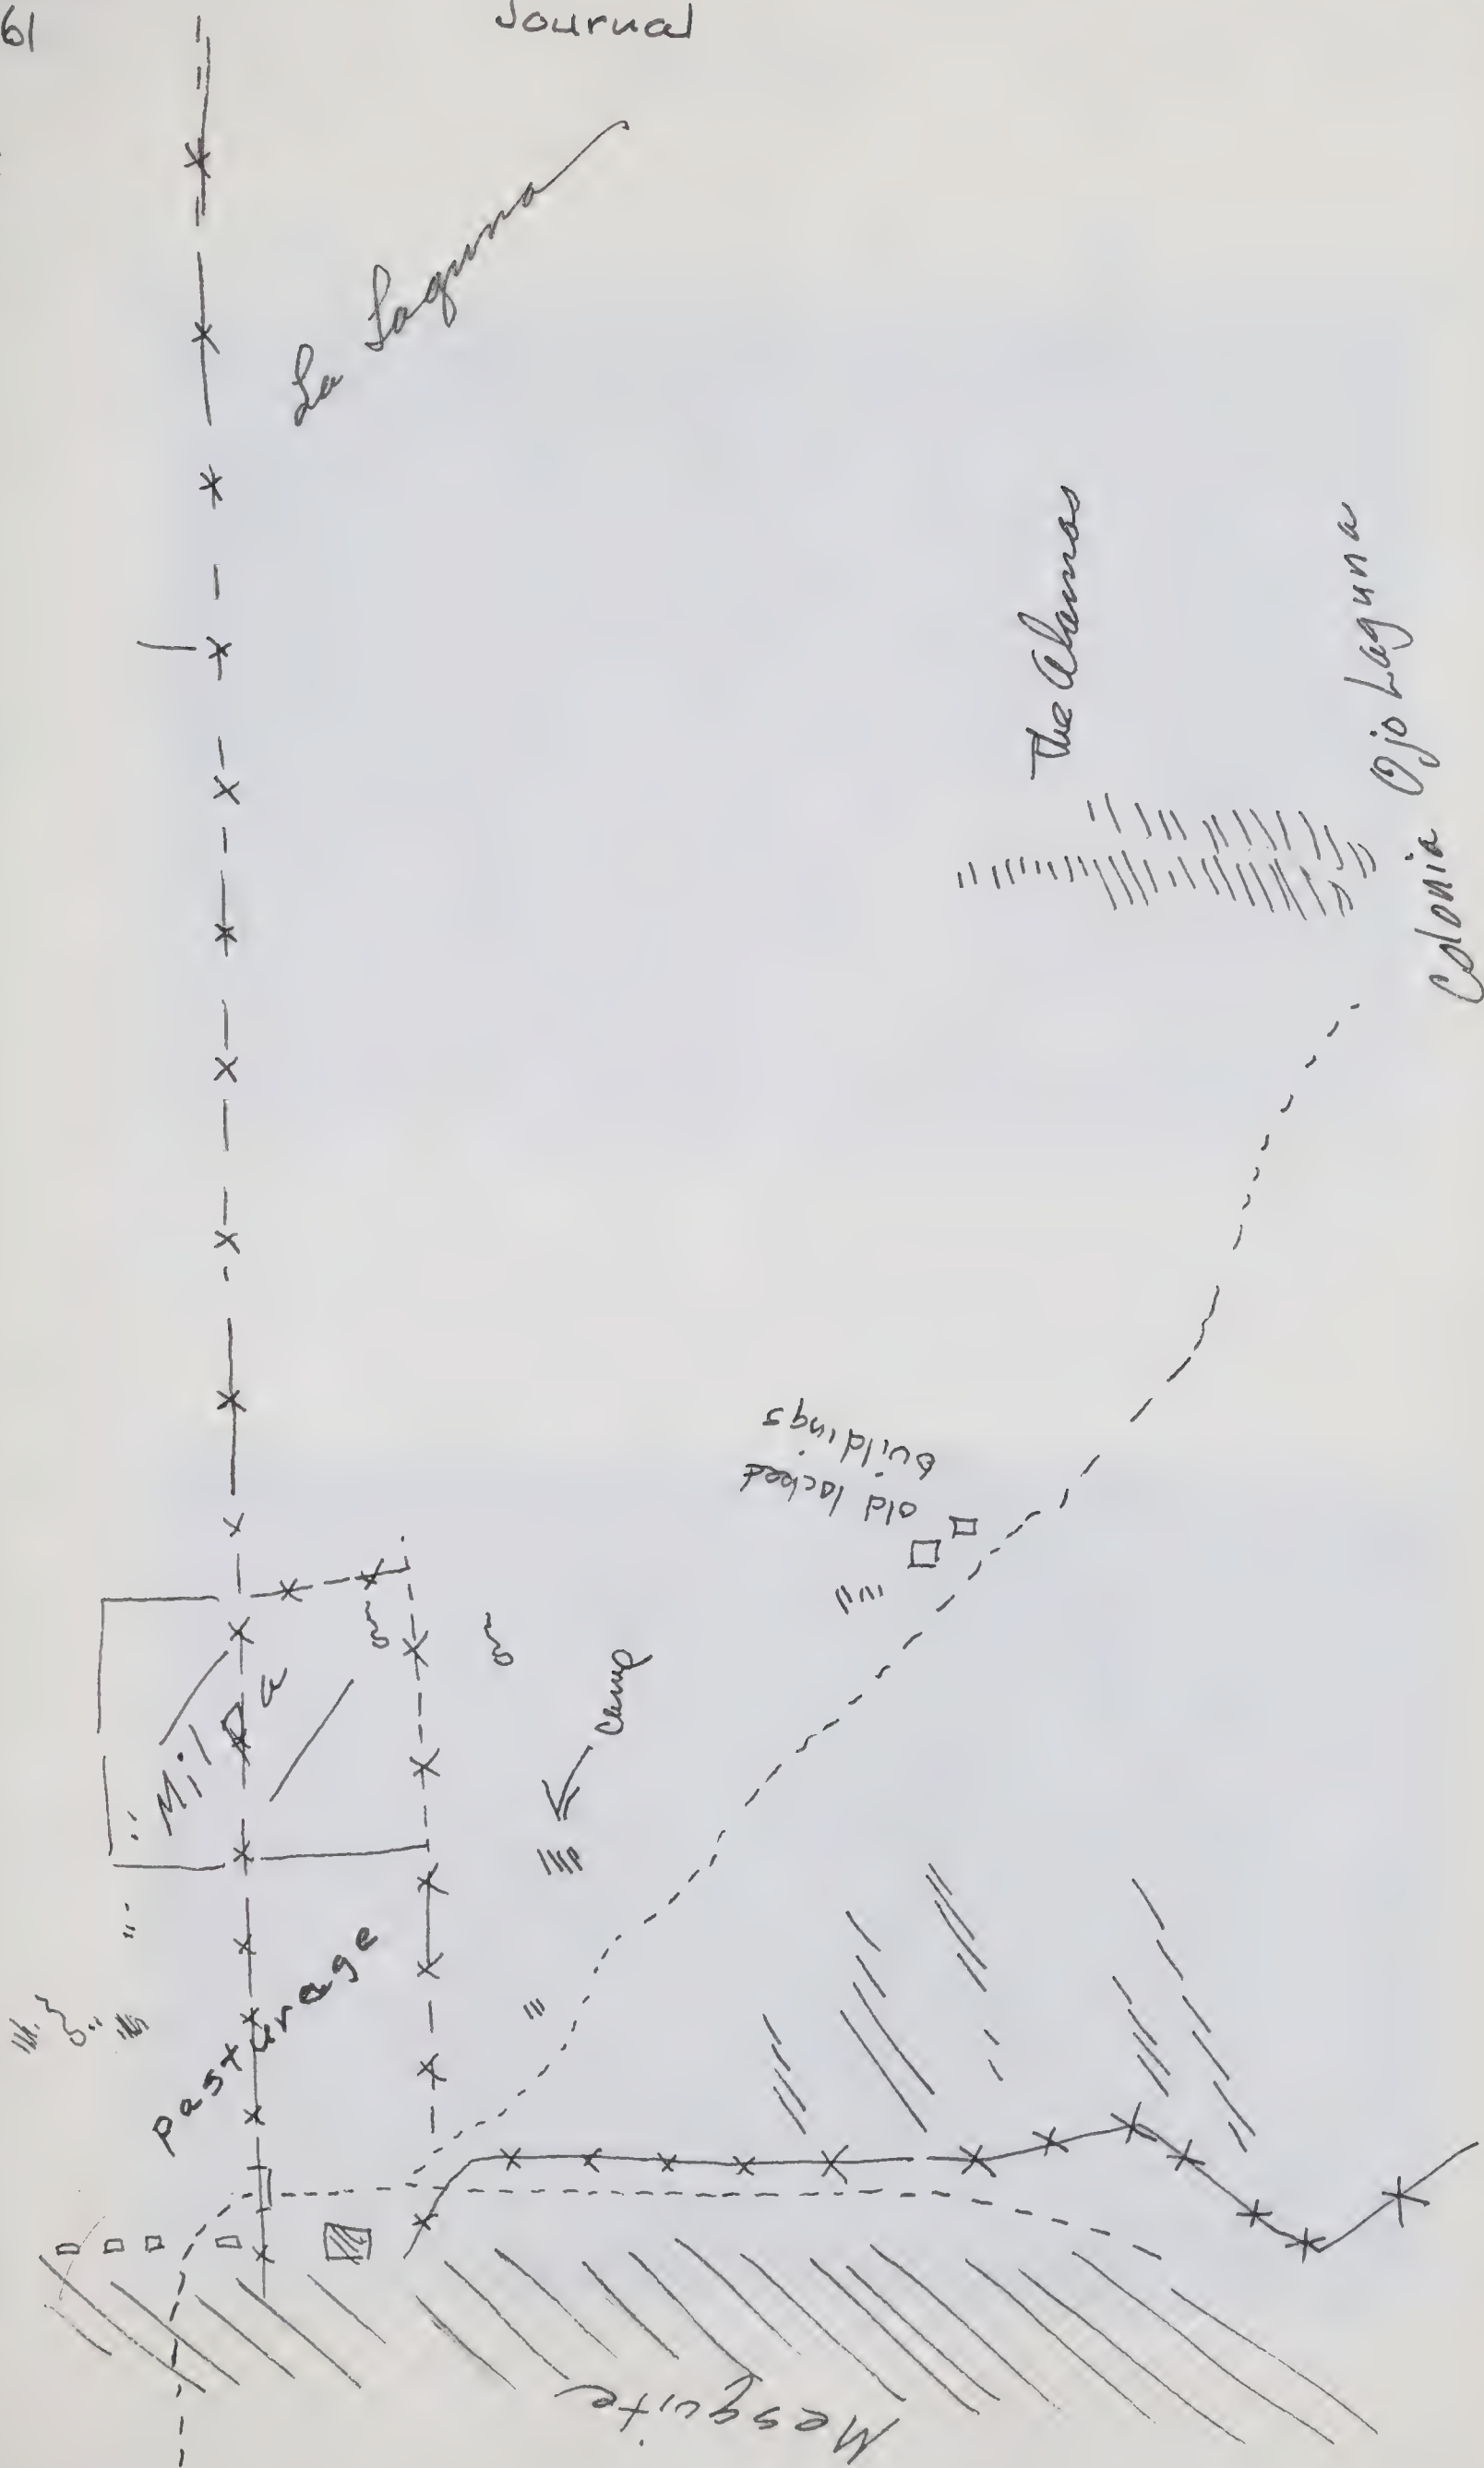 61
Journal
La Laguna
The Alamos
Colonia Ojo Laguna
old locked
buildings
Camp
Milpa
Pasturage
Mesquite